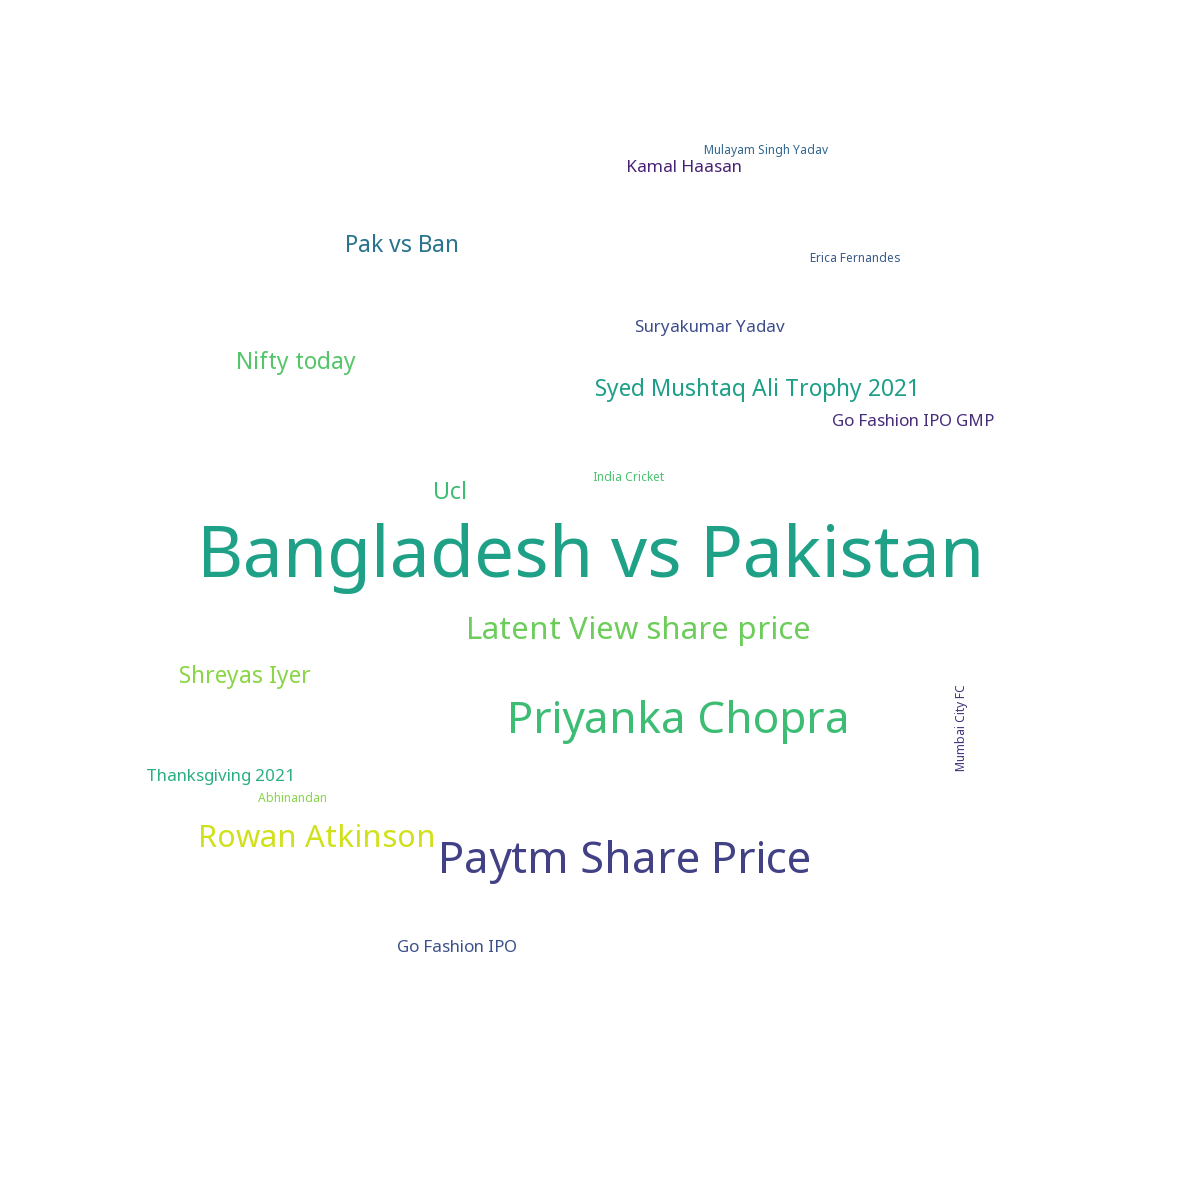 Mulayam Singh Yadav
Kamal Haasan
Pak vs Ban
Erica Fernandes
Suryakumar Yadav
Nifty today
Syed Mushtaq Ali Trophy 2021
Go Fashion IPO GMP
India Cricket
Ucl
Bangladesh vs Pakistan
Latent View share price
Shreyas Iyer
Priyanka Chopra
Mumbai City FC
Thanksgiving 2021
Abhinandan
Rowan Atkinson
Paytm Share Price
Go Fashion IPO